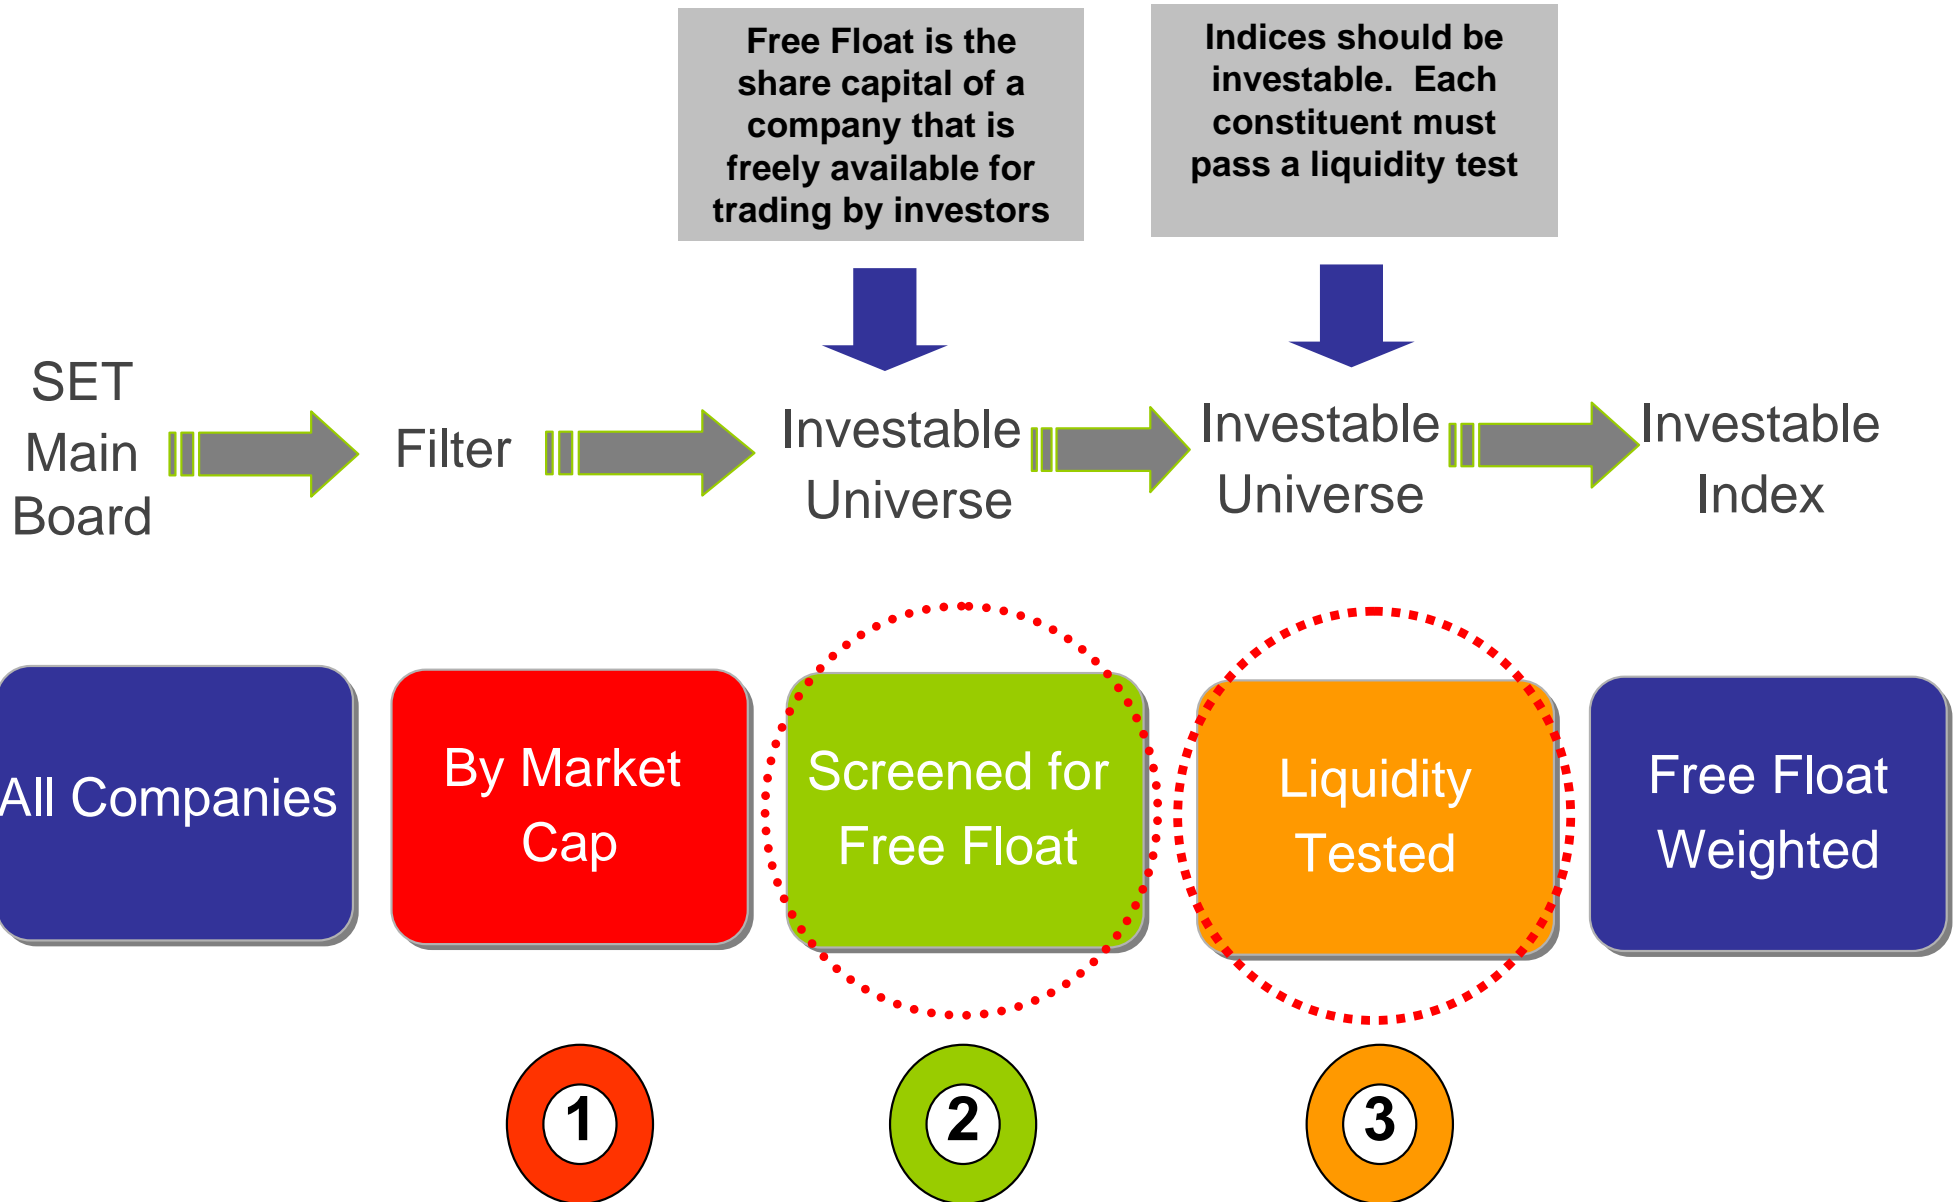 Free Float is the
share capital of a
company that is
freely available for
trading by investors
Indices should be
investable.  Each
constituent must
pass a liquidity test
SET
Main
Board
Filter
Investable
Universe
Investable
Universe
Investable
Index
All Companies
By Market
Cap
Screened for
Free Float
Liquidity
Tested
Free Float
Weighted
1
2
3